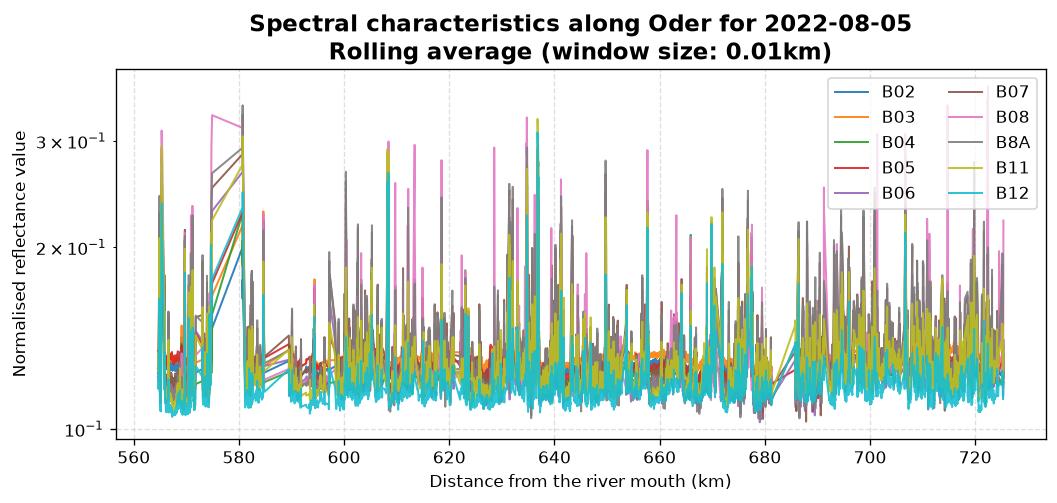 Spectral characteristics along Oder for 2022-08-05
Rolling average (window size: 0.01km)
Normalised reflectance value
3 × 10⁻¹
2 × 10⁻¹
10⁻¹
B02 B07
B03 B08
B04 B8A
B05 B11
B06 B12
560 580 600 620 640 660 680 700 720
Distance from the river mouth (km)